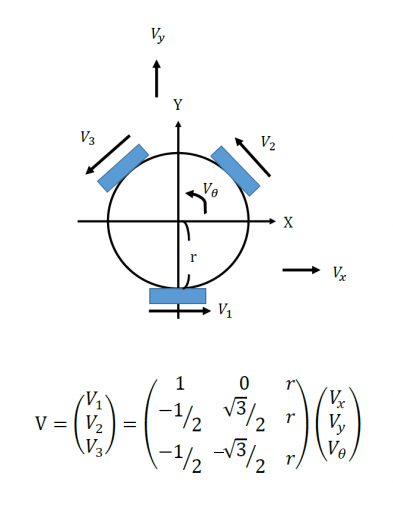 V_y
Y
V_3
V_2
V_θ
X
r
V_x
V_1
V = (V_1 V_2 V_3) = (1 0 r
-1/2 √3/2 r
-1/2 -√3/2 r) (V_x V_y V_θ)